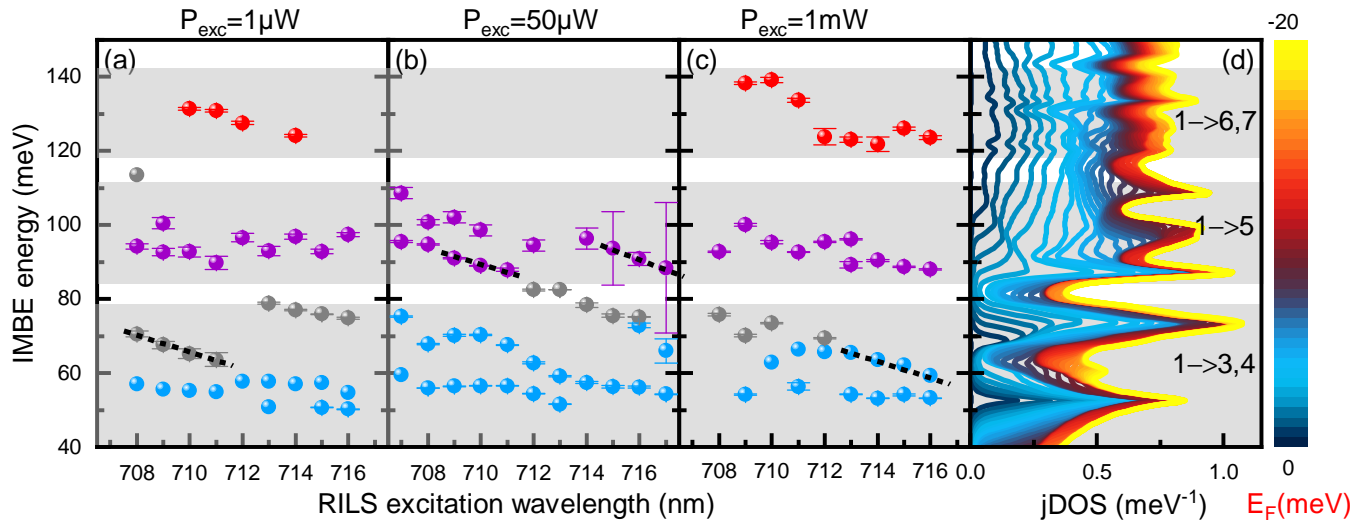 P_exc=1µW P_exc=50µW P_exc=1mW
(a) (b) (c) (d)
-20
140
120
100
80
60
40
IMBE energy (meV)
1->6,7
1->5
1->3,4
708 710 712 714 716 708 710 712 714 716 708 710 712 714 716 0.0 0.5 1.0
0
RILS excitation wavelength (nm) jDOS (meV⁻¹) E_F(meV)